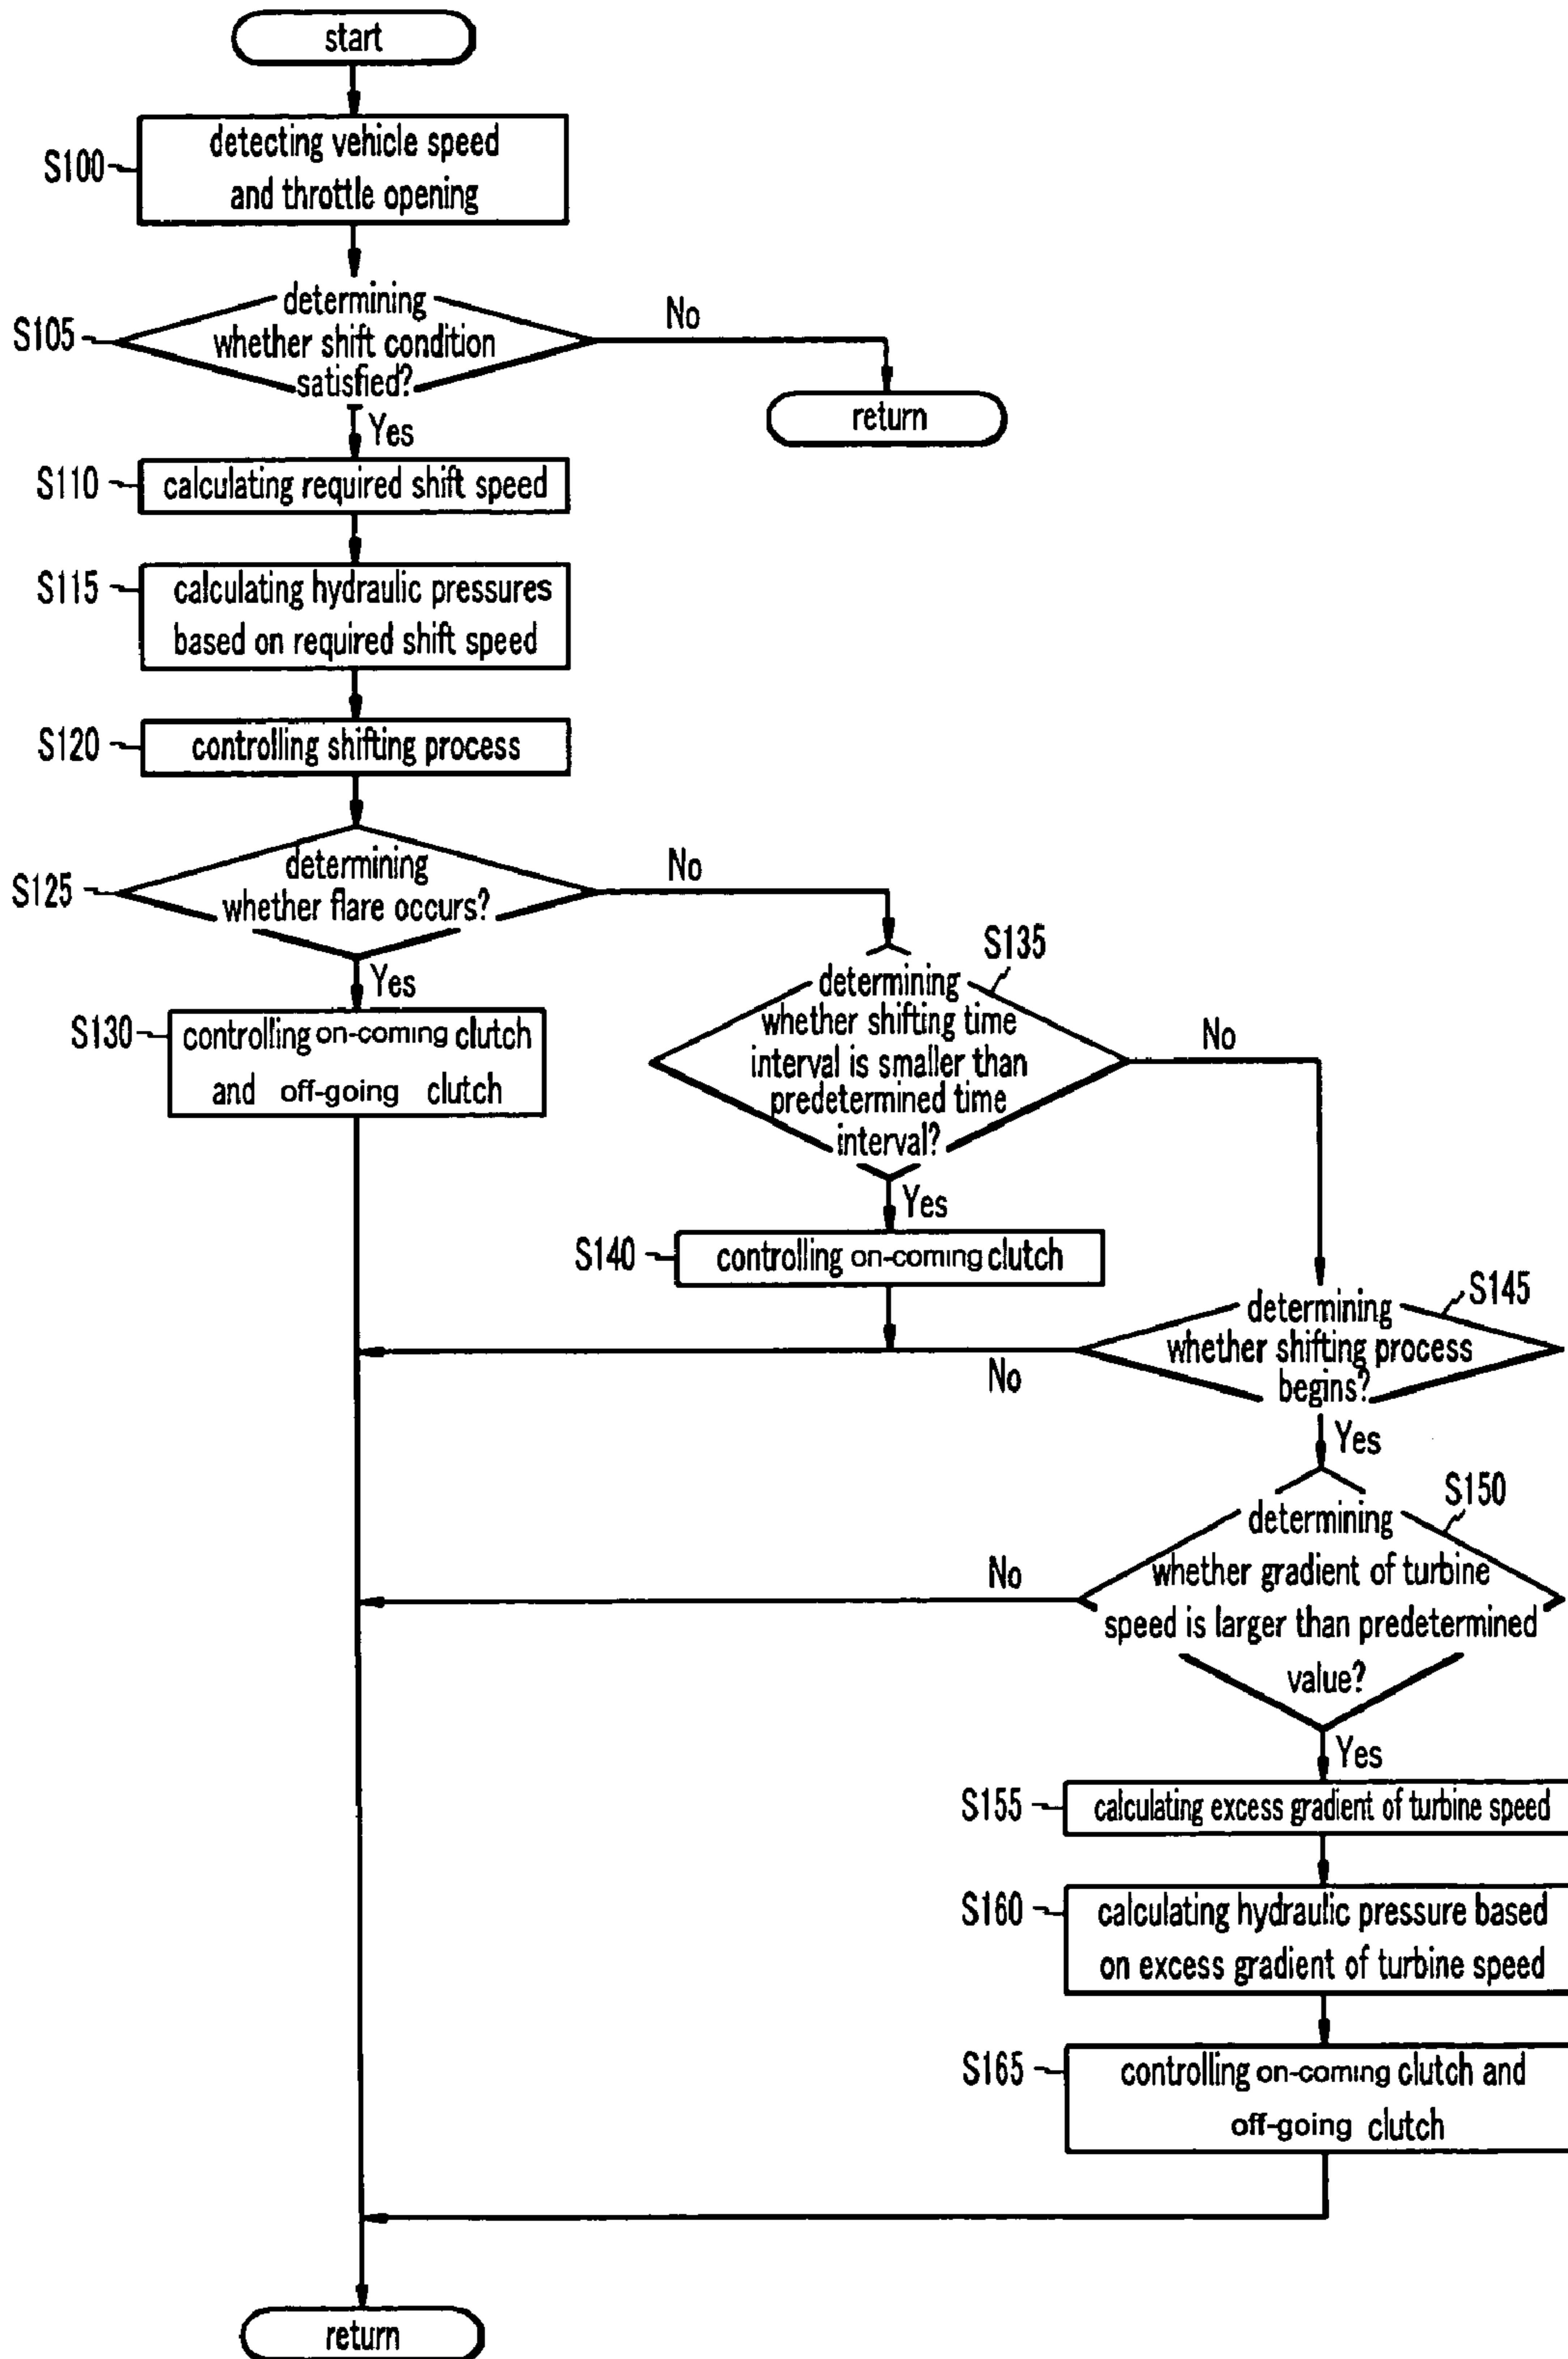 start
S100
detecting vehicle speed
and throttle opening
S105
determining
whether shift condition
satisfied?
No
return
Yes
S110
calculating required shift speed
S115
calculating hydraulic pressures
based on required shift speed
S120
controlling shifting process
S125
determining
whether flare occurs?
No
Yes
S130
controlling on-coming clutch
and off-going clutch
S135
determining
whether shifting time
interval is smaller than
predetermined time
interval?
No
Yes
S140
controlling on-coming clutch
S145
determining
whether shifting process
begins?
No
Yes
S150
determining
whether gradient of turbine
speed is larger than predetermined
value?
No
Yes
S155
calculating excess gradient of turbine speed
S160
calculating hydraulic pressure based
on excess gradient of turbine speed
S165
controlling on-coming clutch and
off-going clutch
return